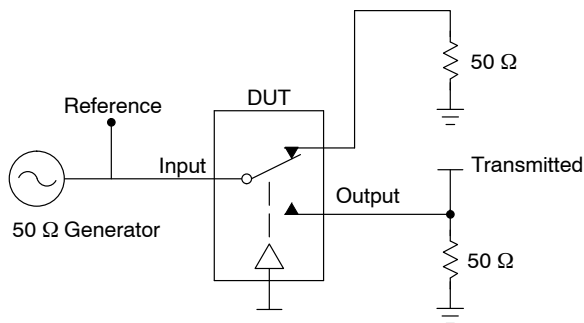 50 Ω
DUT
Reference
Input
Transmitted
Output
50 Ω Generator
50 Ω